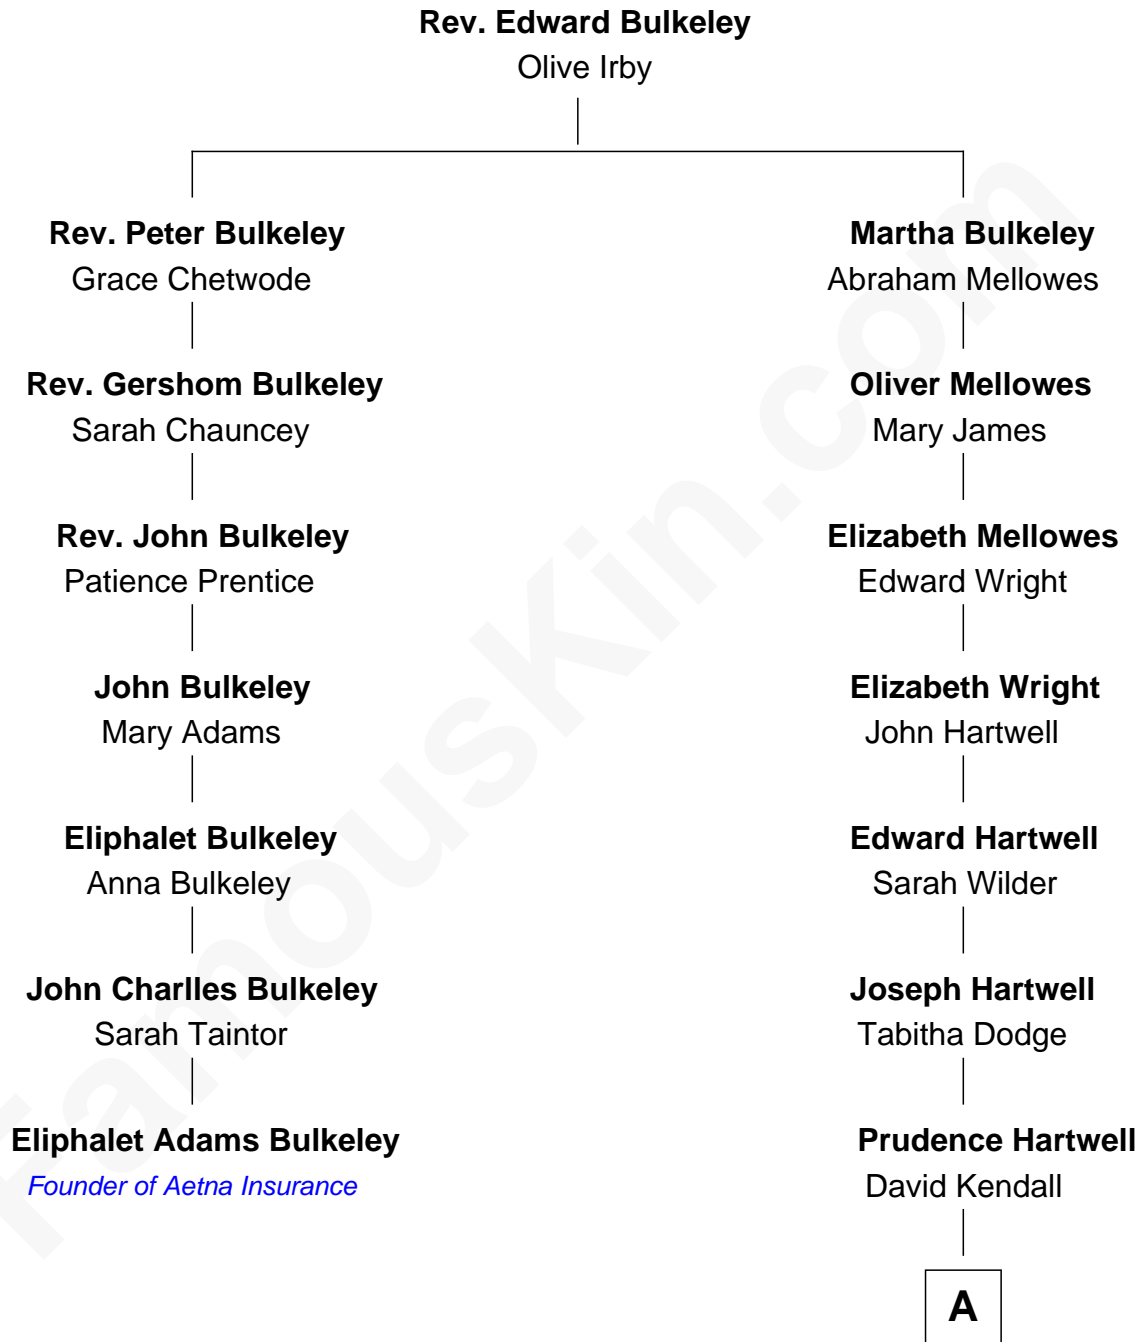 Rev. Edward Bulkeley
Olive Irby
Rev. Peter Bulkeley
Grace Chetwode
Martha Bulkeley
Abraham Mellowes
Rev. Gershom Bulkeley
Sarah Chauncey
Oliver Mellowes
Mary James
Rev. John Bulkeley
Patience Prentice
Elizabeth Mellowes
Edward Wright
John Bulkeley
Mary Adams
Elizabeth Wright
John Hartwell
Eliphalet Bulkeley
Anna Bulkeley
Edward Hartwell
Sarah Wilder
John Charlles Bulkeley
Sarah Taintor
Joseph Hartwell
Tabitha Dodge
Eliphalet Adams Bulkeley
Founder of Aetna Insurance
Prudence Hartwell
David Kendall
A
FamousKin.com